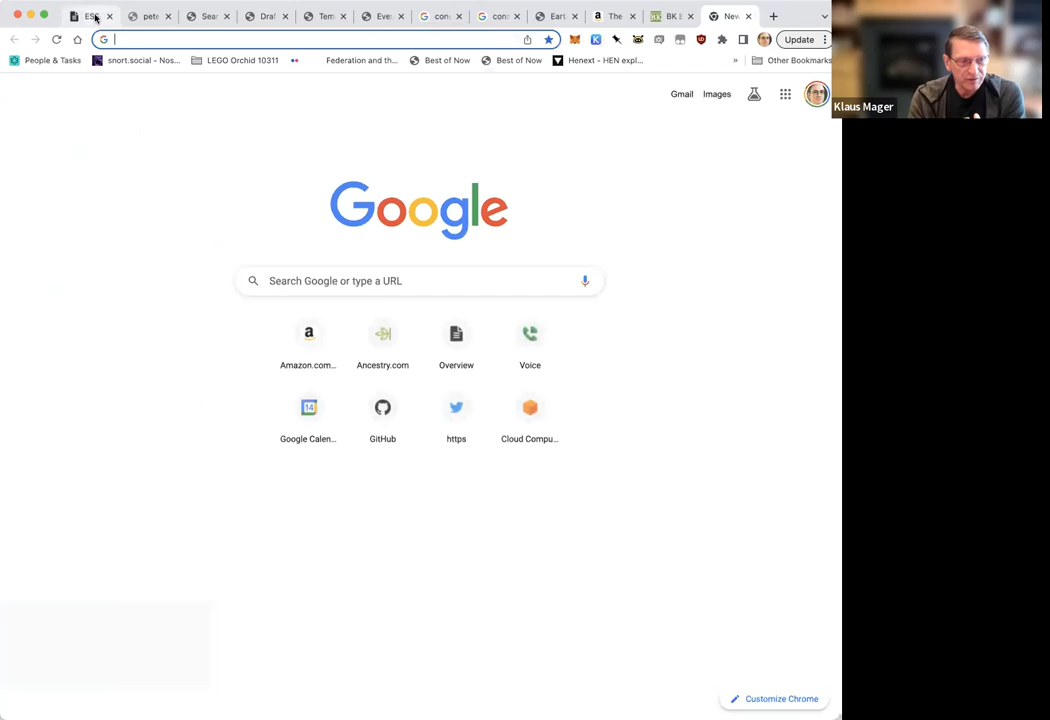 ESS
pete
Sear
Draf
Tem
Eve
con
cons
Eart
The
BK B
New
Update
People & Tasks
snort.social - Nos...
LEGO Orchid 10311
Federation and th...
Best of Now
Best of Now
Henext - HEN expl...
»
Other Bookmarks
Gmail
Images
Klaus Mager
Google
Search Google or type a URL
a
Amazon.com...
Ancestry.com
Overview
Voice
14
Google Calen...
GitHub
https
Cloud Compu...
Customize Chrome